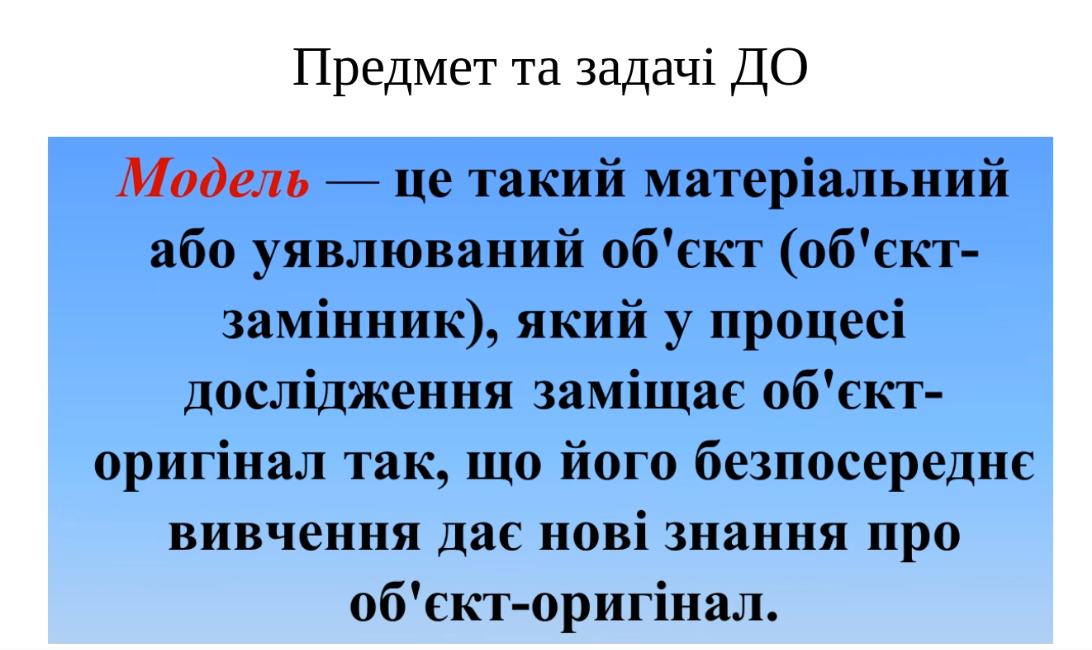 Предмет та задачі ДО
Модель — це такий матеріальний
або уявлюваний об'єкт (об'єкт-
замінник), який у процесі
дослідження заміщає об'єкт-
оригінал так, що його безпосереднє
вивчення дає нові знання про
об'єкт-оригінал.